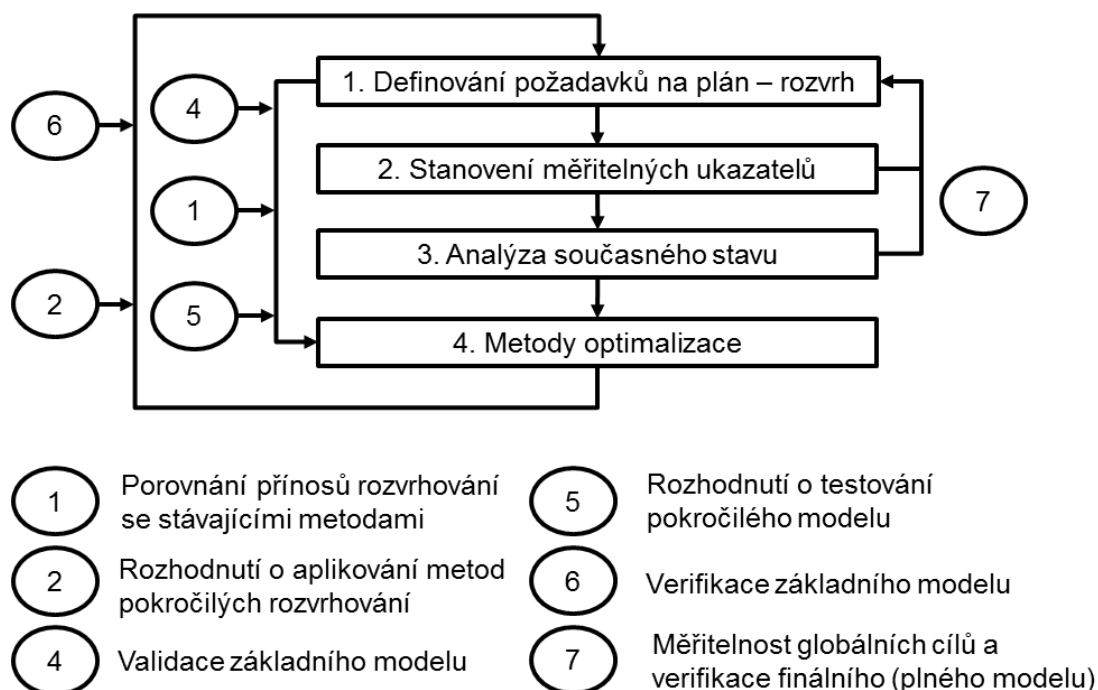 1. Definování požadavků na plán – rozvrh
4
6
2. Stanovení měřitelných ukazatelů
1
7
3. Analýza současného stavu
2
5
4. Metody optimalizace
1
Porovnání přínosů rozvrhování
se stávajícími metodami
5
Rozhodnutí o testování
pokročilého modelu
2
Rozhodnutí o aplikování metod
pokročilých rozvrhování
6
Verifikace základního modelu
4
Validace základního modelu
7
Měřitelnost globálních cílů a
verifikace finálního (plného modelu)